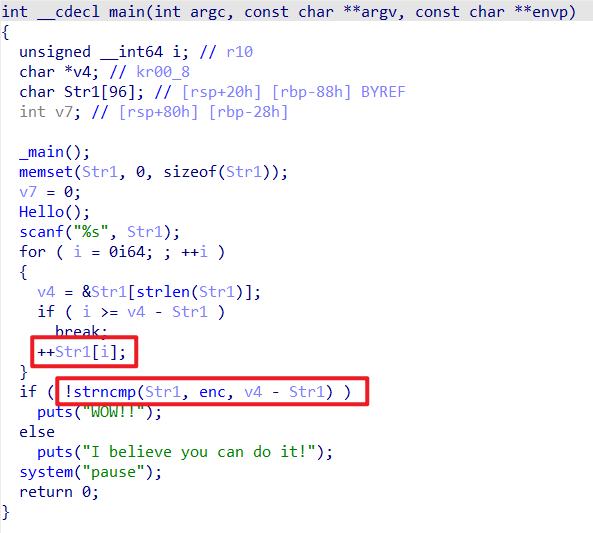 int __cdecl main(int argc, const char **argv, const char **envp)
{
  unsigned __int64 i; // r10
  char *v4; // kr00_8
  char Str1[96]; // [rsp+20h] [rbp-88h] BYREF
  int v7; // [rsp+80h] [rbp-28h]

  _main();
  memset(Str1, 0, sizeof(Str1));
  v7 = 0;
  Hello();
  scanf("%s", Str1);
  for ( i = 0i64; ; ++i )
  {
    v4 = &Str1[strlen(Str1)];
    if ( i >= v4 - Str1 )
      break;
    ++Str1[i];
  }
  if ( !strncmp(Str1, enc, v4 - Str1) )
    puts("WOW!!");
  else
    puts("I believe you can do it!");
  system("pause");
  return 0;
}